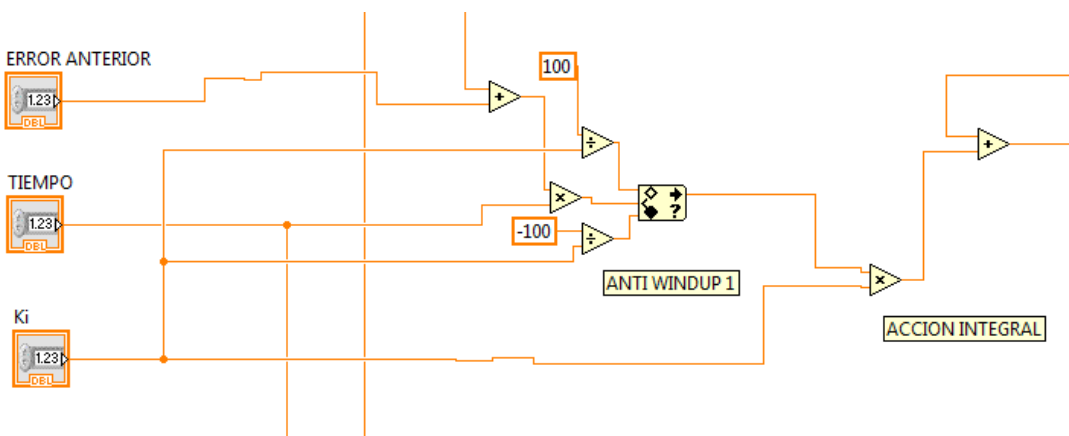 ERROR ANTERIOR
1.23
DBL
100
+
÷
TIEMPO
1.23
DBL
×
-100
÷
?
+
ANTI WINDUP 1
×
ACCION INTEGRAL
Ki
1.23
DBL